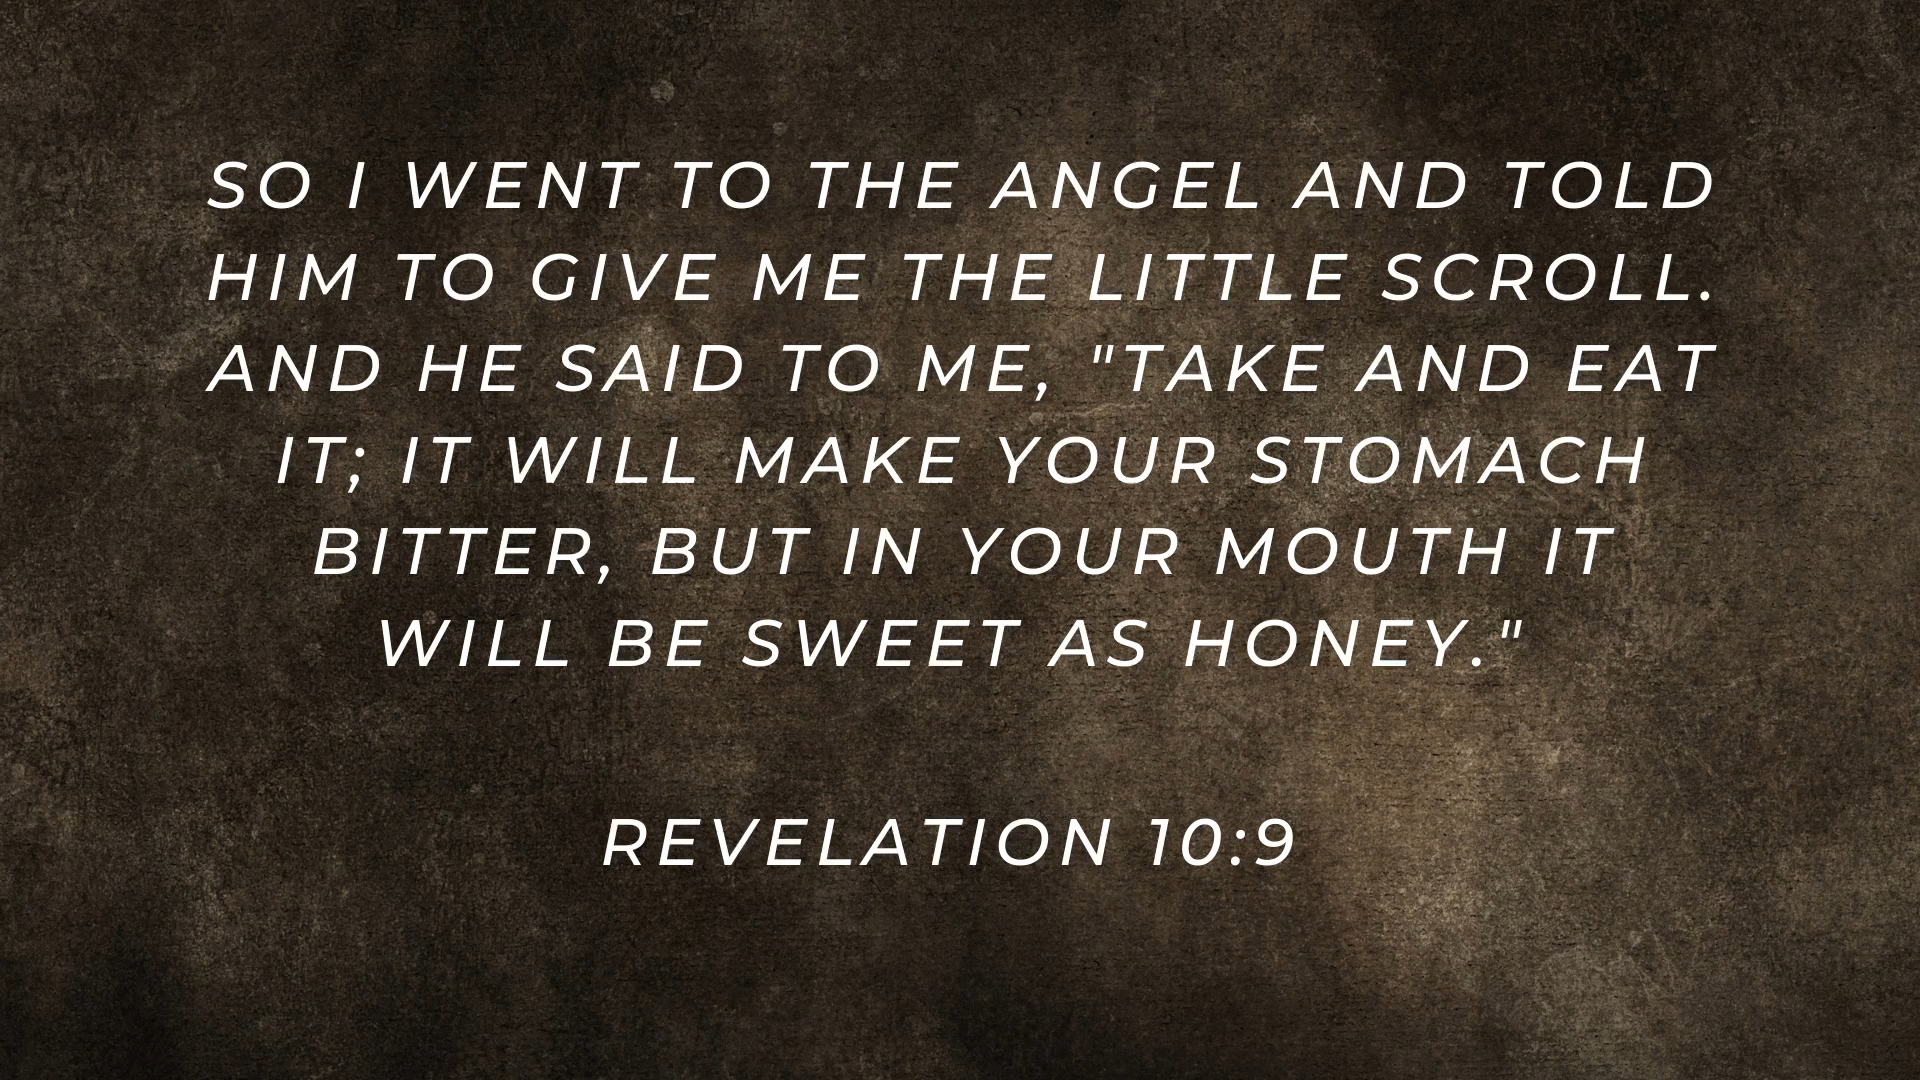 SO I WENT TO THE ANGEL AND TOLD
HIM TO GIVE ME THE LITTLE SCROLL.
AND HE SAID TO ME, "TAKE AND EAT
IT; IT WILL MAKE YOUR STOMACH
BITTER, BUT IN YOUR MOUTH IT
WILL BE SWEET AS HONEY."
REVELATION 10:9